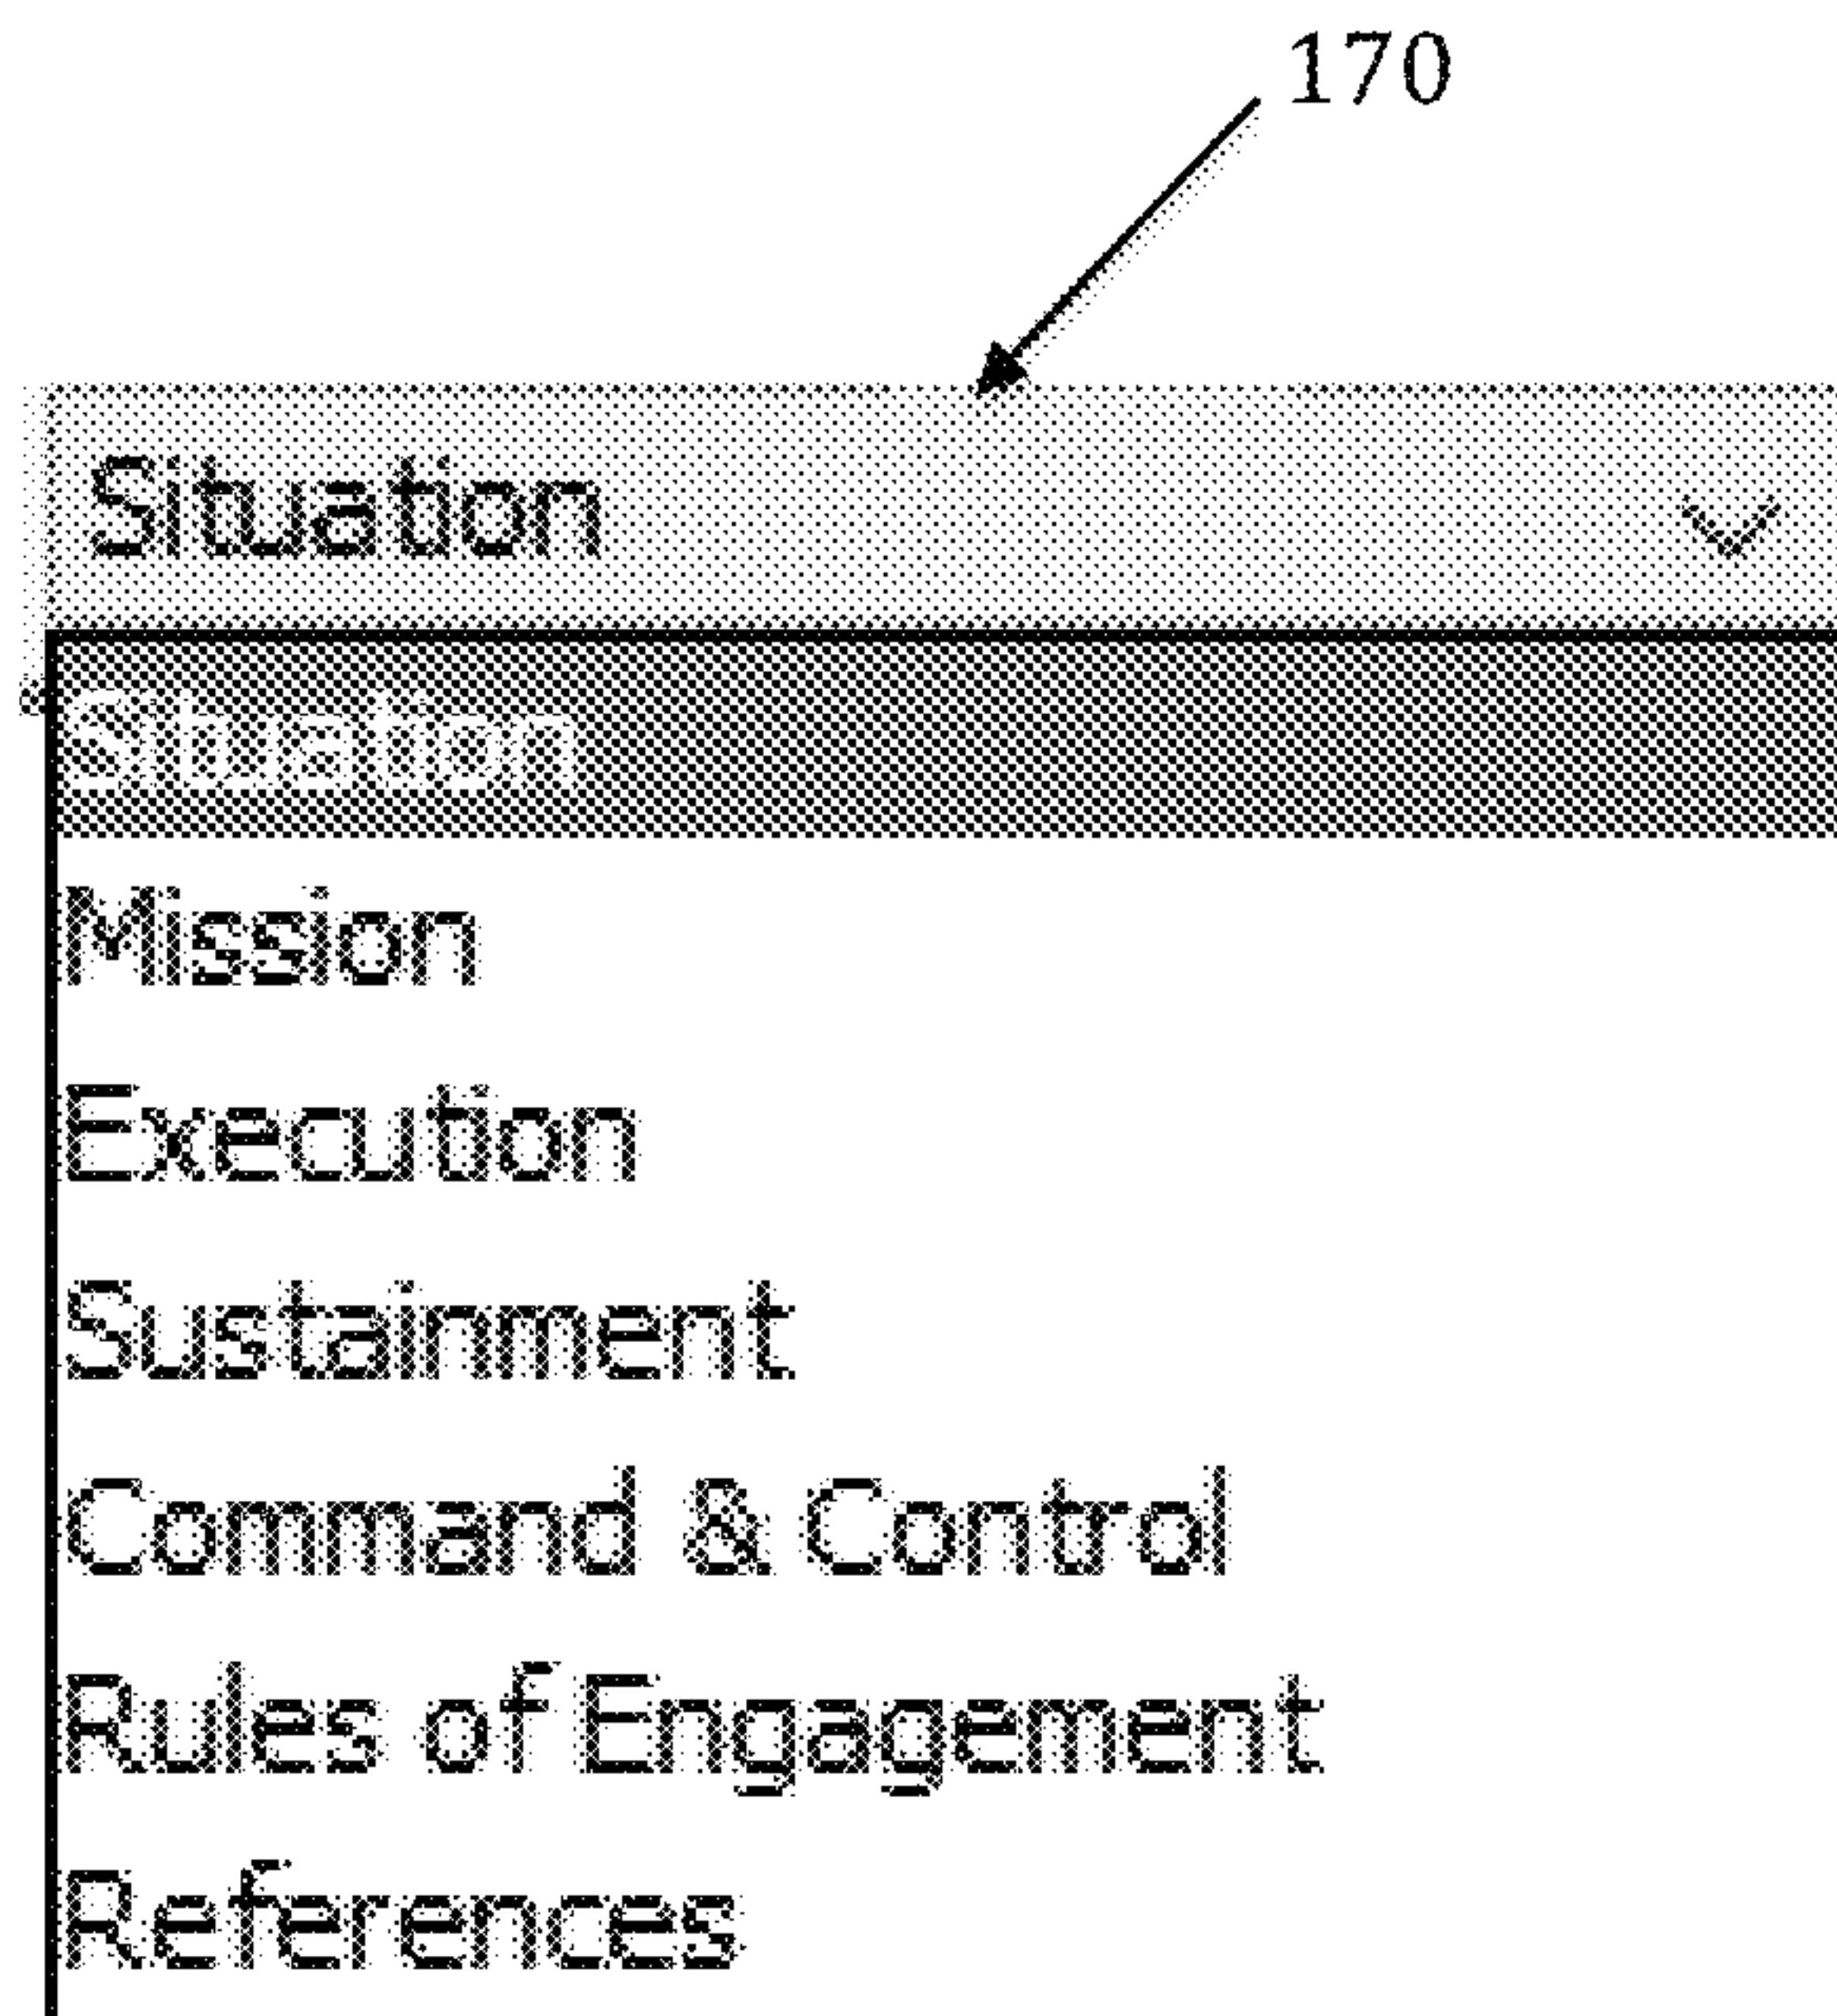 170
Situation
Situation
Mission
Execution
Sustainment
Command & Control
Rules of Engagement
References